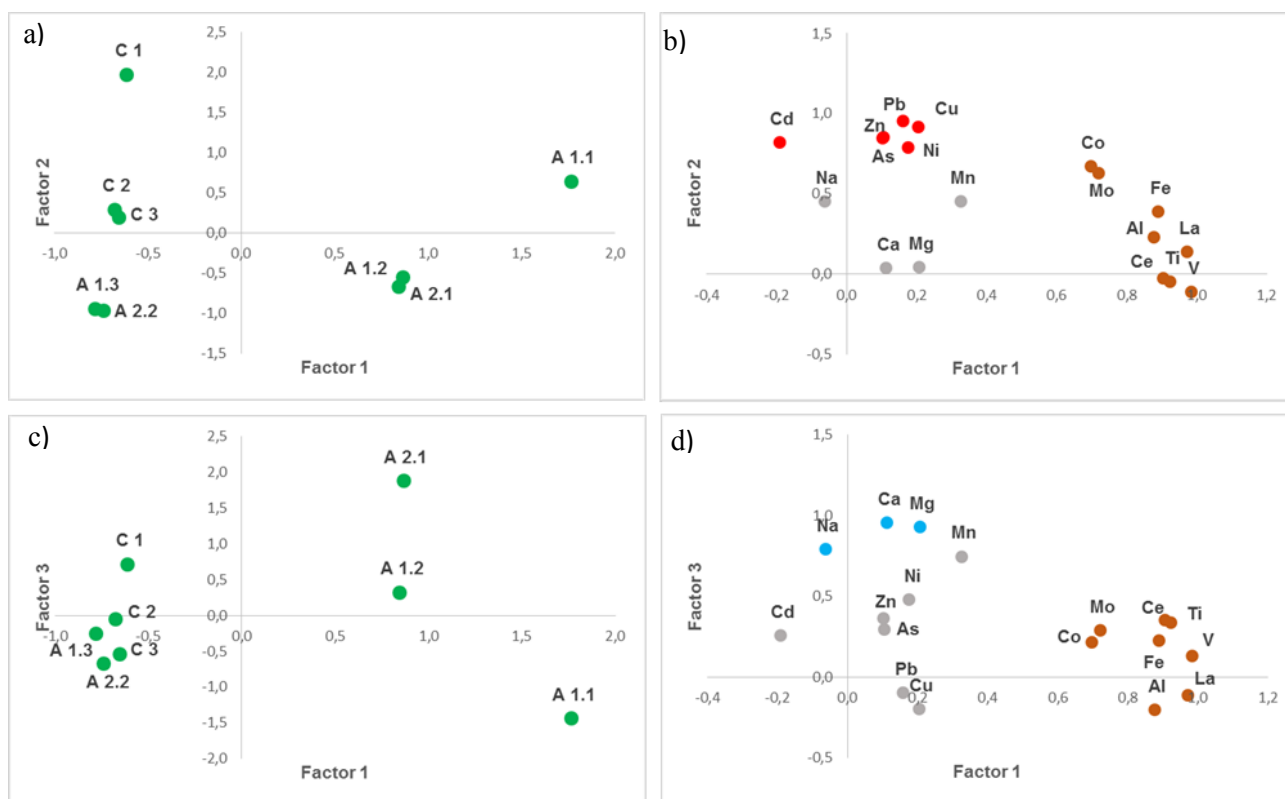 a)
2,5
C 1
2,0
1,5
1,0
A 1.1
0,5
C 2
C 3
0,0
-1,0
-0,5
0,0
0,5
1,0
1,5
2,0
A 1.2
-0,5
A 2.1
A 1.3
A 2.2
-1,0
-1,5
Factor 2
Factor 1
b)
1,5
Pb
Cu
1,0
Cd
Zn
As
Ni
Co
Mo
0,5
Na
Mn
Fe
Al
La
Ca
Mg
Ce
Ti
V
0,0
-0,4
-0,2
0,0
0,2
0,4
0,6
0,8
1,0
1,2
-0,5
Factor 2
Factor 1
c)
2,5
A 2.1
2,0
1,5
1,0
C 1
0,5
A 1.2
C 2
0,0
-1,0
-0,5
0,0
0,5
1,0
1,5
2,0
A 1.3
C 3
-0,5
A 2.2
-1,0
A 1.1
-1,5
-2,0
Factor 3
Factor 1
d)
1,5
Ca
Mg
1,0
Na
Mn
Ni
0,5
Zn
As
Cd
Mo
Ce
Ti
Co
V
Fe
Pb
Cu
Al
La
0,0
-0,4
-0,2
0,0
0,2
0,4
0,6
0,8
1,0
1,2
-0,5
Factor 3
Factor 1